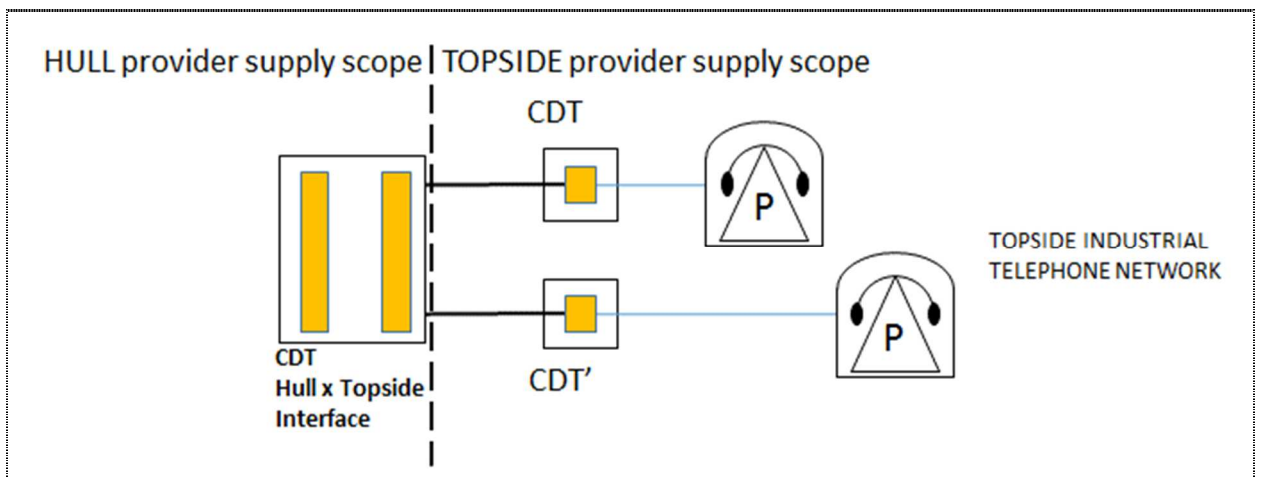 HULL provider supply scope
TOPSIDE provider supply scope
CDT
P
P
TOPSIDE INDUSTRIAL
TELEPHONE NETWORK
CDT
Hull x Topside
Interface
CDT’